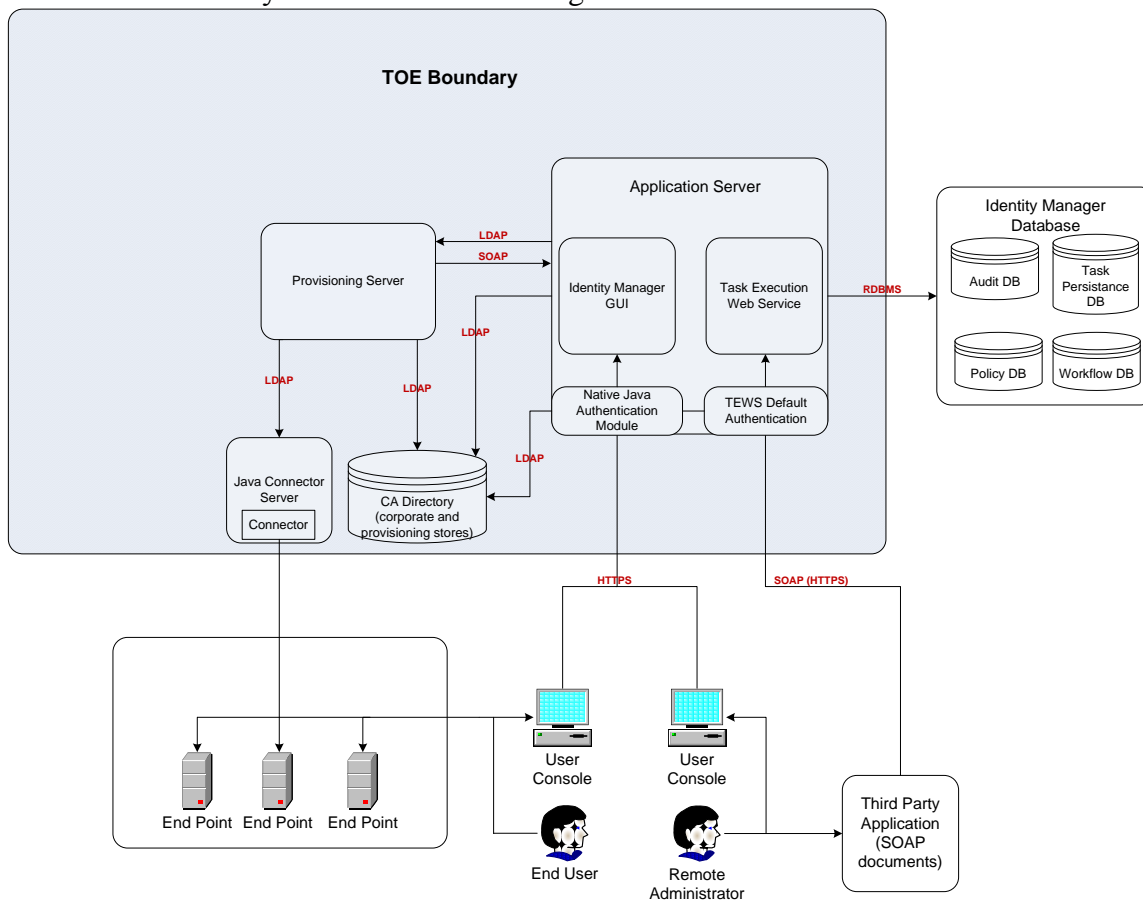 TOE Boundary
Application Server
Identity Manager
Database
Audit DB
Task
Persistance
DB
Policy DB
Workflow DB
LDAP
SOAP
RDBMS
Provisioning Server
Identity Manager
GUI
Task Execution
Web Service
LDAP
LDAP
LDAP
Native Java
Authentication
Module
TEWS Default
Authentication
LDAP
Java Connector
Server
Connector
CA Directory
(corporate and
provisioning stores)
HTTPS
SOAP (HTTPS)
End Point
End Point
End Point
User
Console
User
Console
End User
Remote
Administrator
Third Party
Application
(SOAP
documents)